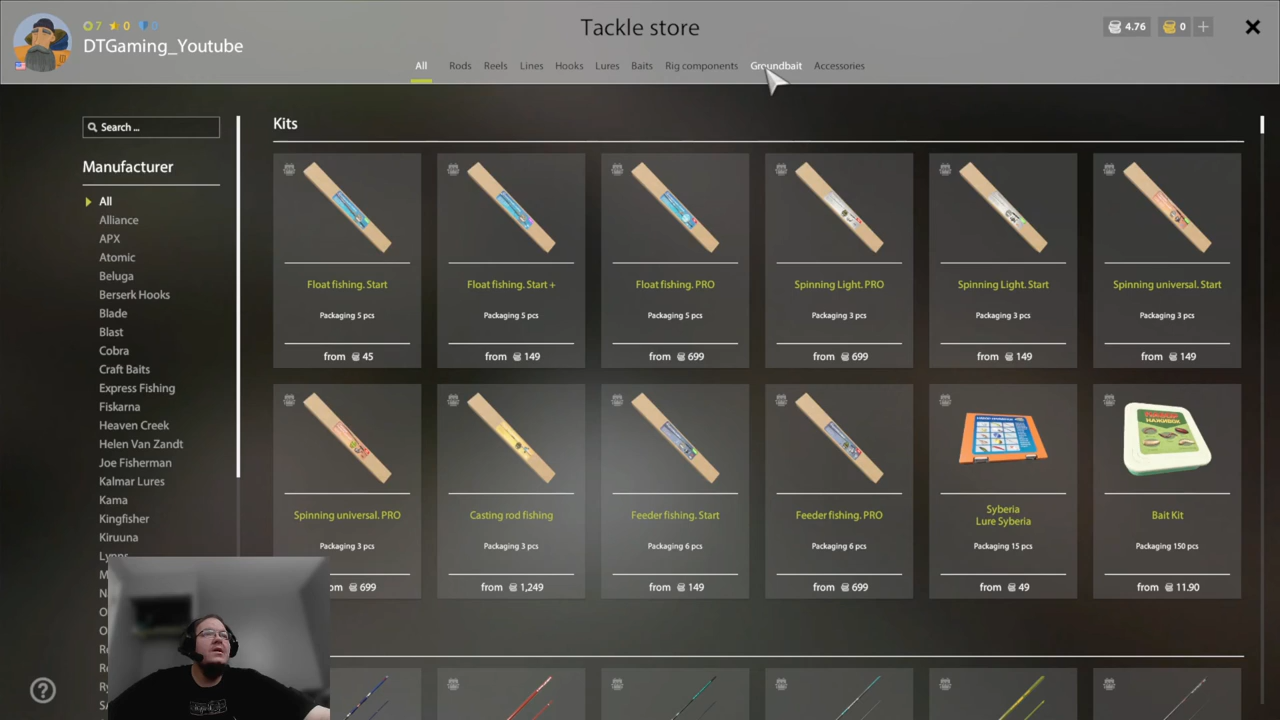 7 0 0
DTGaming_Youtube
Tackle store
4.76 0 +
All Rods Reels Lines Hooks Lures Baits Rig components Groundbait Accessories
Search ...
Manufacturer
All
Alliance
APX
Atomic
Beluga
Berserk Hooks
Blade
Blast
Cobra
Craft Baits
Express Fishing
Fiskarna
Heaven Creek
Helen Van Zandt
Joe Fisherman
Kalmar Lures
Kama
Kingfisher
Kiruuna
Kits
Float fishing. Start Float fishing. Start + Float fishing. PRO Spinning Light. PRO Spinning Light. Start Spinning universal. Start
Packaging 5 pcs Packaging 5 pcs Packaging 5 pcs Packaging 3 pcs Packaging 3 pcs Packaging 3 pcs
from 45 from 149 from 699 from 699 from 149 from 149
Spinning universal. PRO Casting rod fishing Feeder fishing. Start Feeder fishing. PRO Syberia Lure Syberia Bait Kit
Packaging 3 pcs Packaging 3 pcs Packaging 6 pcs Packaging 6 pcs Packaging 15 pcs Packaging 150 pcs
from 699 from 1,249 from 149 from 699 from 49 from 11.90
?